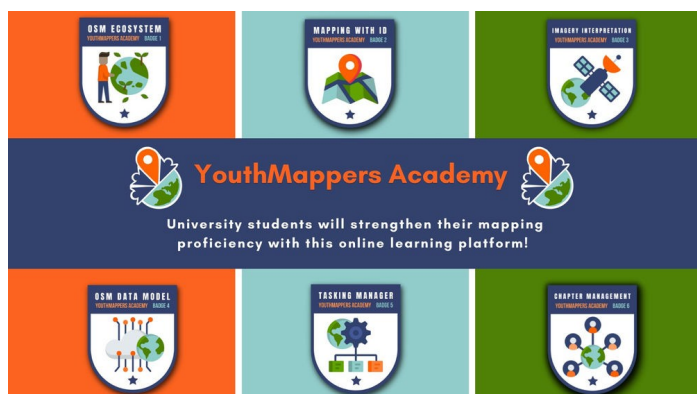 OSM ECOSYSTEM
YOUTHMAPPERS ACADEMY BADGE 1
MAPPING WITH ID
YOUTHMAPPERS ACADEMY BADGE 2
IMAGERY INTERPRETATION
YOUTHMAPPERS ACADEMY BADGE 3
YouthMappers Academy
University students will strengthen their mapping
proficiency with this online learning platform!
OSM DATA MODEL
YOUTHMAPPERS ACADEMY BADGE 4
TASKING MANAGER
YOUTHMAPPERS ACADEMY BADGE 5
CHAPTER MANAGEMENT
YOUTHMAPPERS ACADEMY BADGE 6